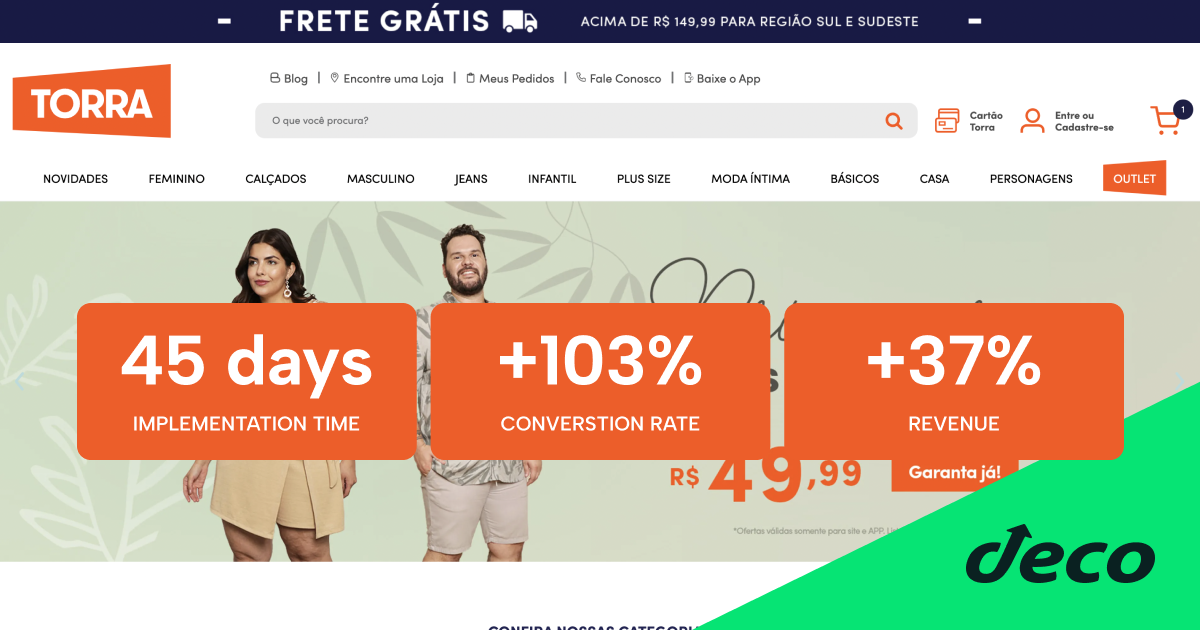 FRETE GRÁTIS ACIMA DE R$ 149,99 PARA REGIÃO SUL E SUDESTE
Blog | Encontre uma Loja | Meus Pedidos | Fale Conosco | Baixe o App
TORRA
O que você procura?
Cartão
Torra
Entre ou
Cadastre-se
1
NOVIDADES FEMININO CALÇADOS MASCULINO JEANS INFANTIL PLUS SIZE MODA ÍNTIMA BÁSICOS CASA PERSONAGENS OUTLET
45 days
IMPLEMENTATION TIME
+103%
CONVERSTION RATE
+37%
REVENUE
R$ 49,99
Garanta já!
*Ofertas válidas somente para site e APP.
deco
CONFIRA NOSSAS